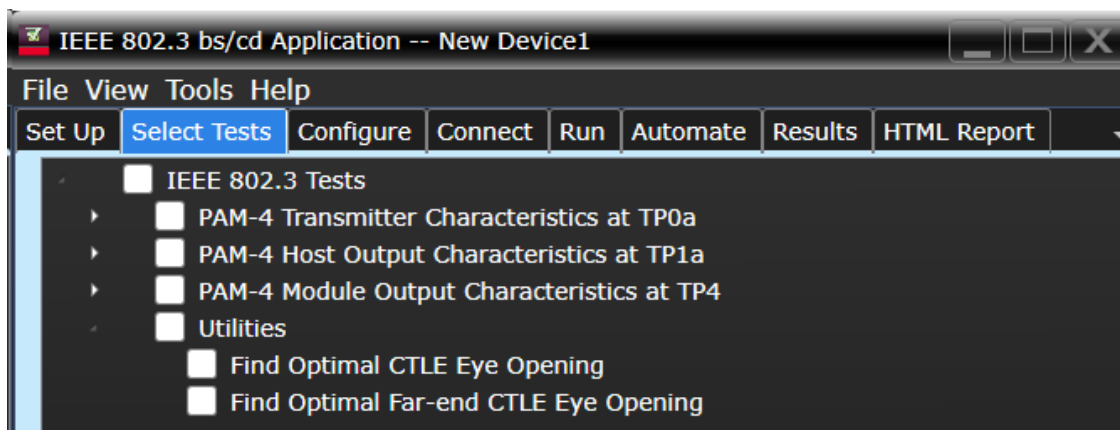 IEEE 802.3 bs/cd Application -- New Device1
File View Tools Help
Set Up Select Tests Configure Connect Run Automate Results HTML Report
IEEE 802.3 Tests
PAM-4 Transmitter Characteristics at TP0a
PAM-4 Host Output Characteristics at TP1a
PAM-4 Module Output Characteristics at TP4
Utilities
Find Optimal CTLE Eye Opening
Find Optimal Far-end CTLE Eye Opening